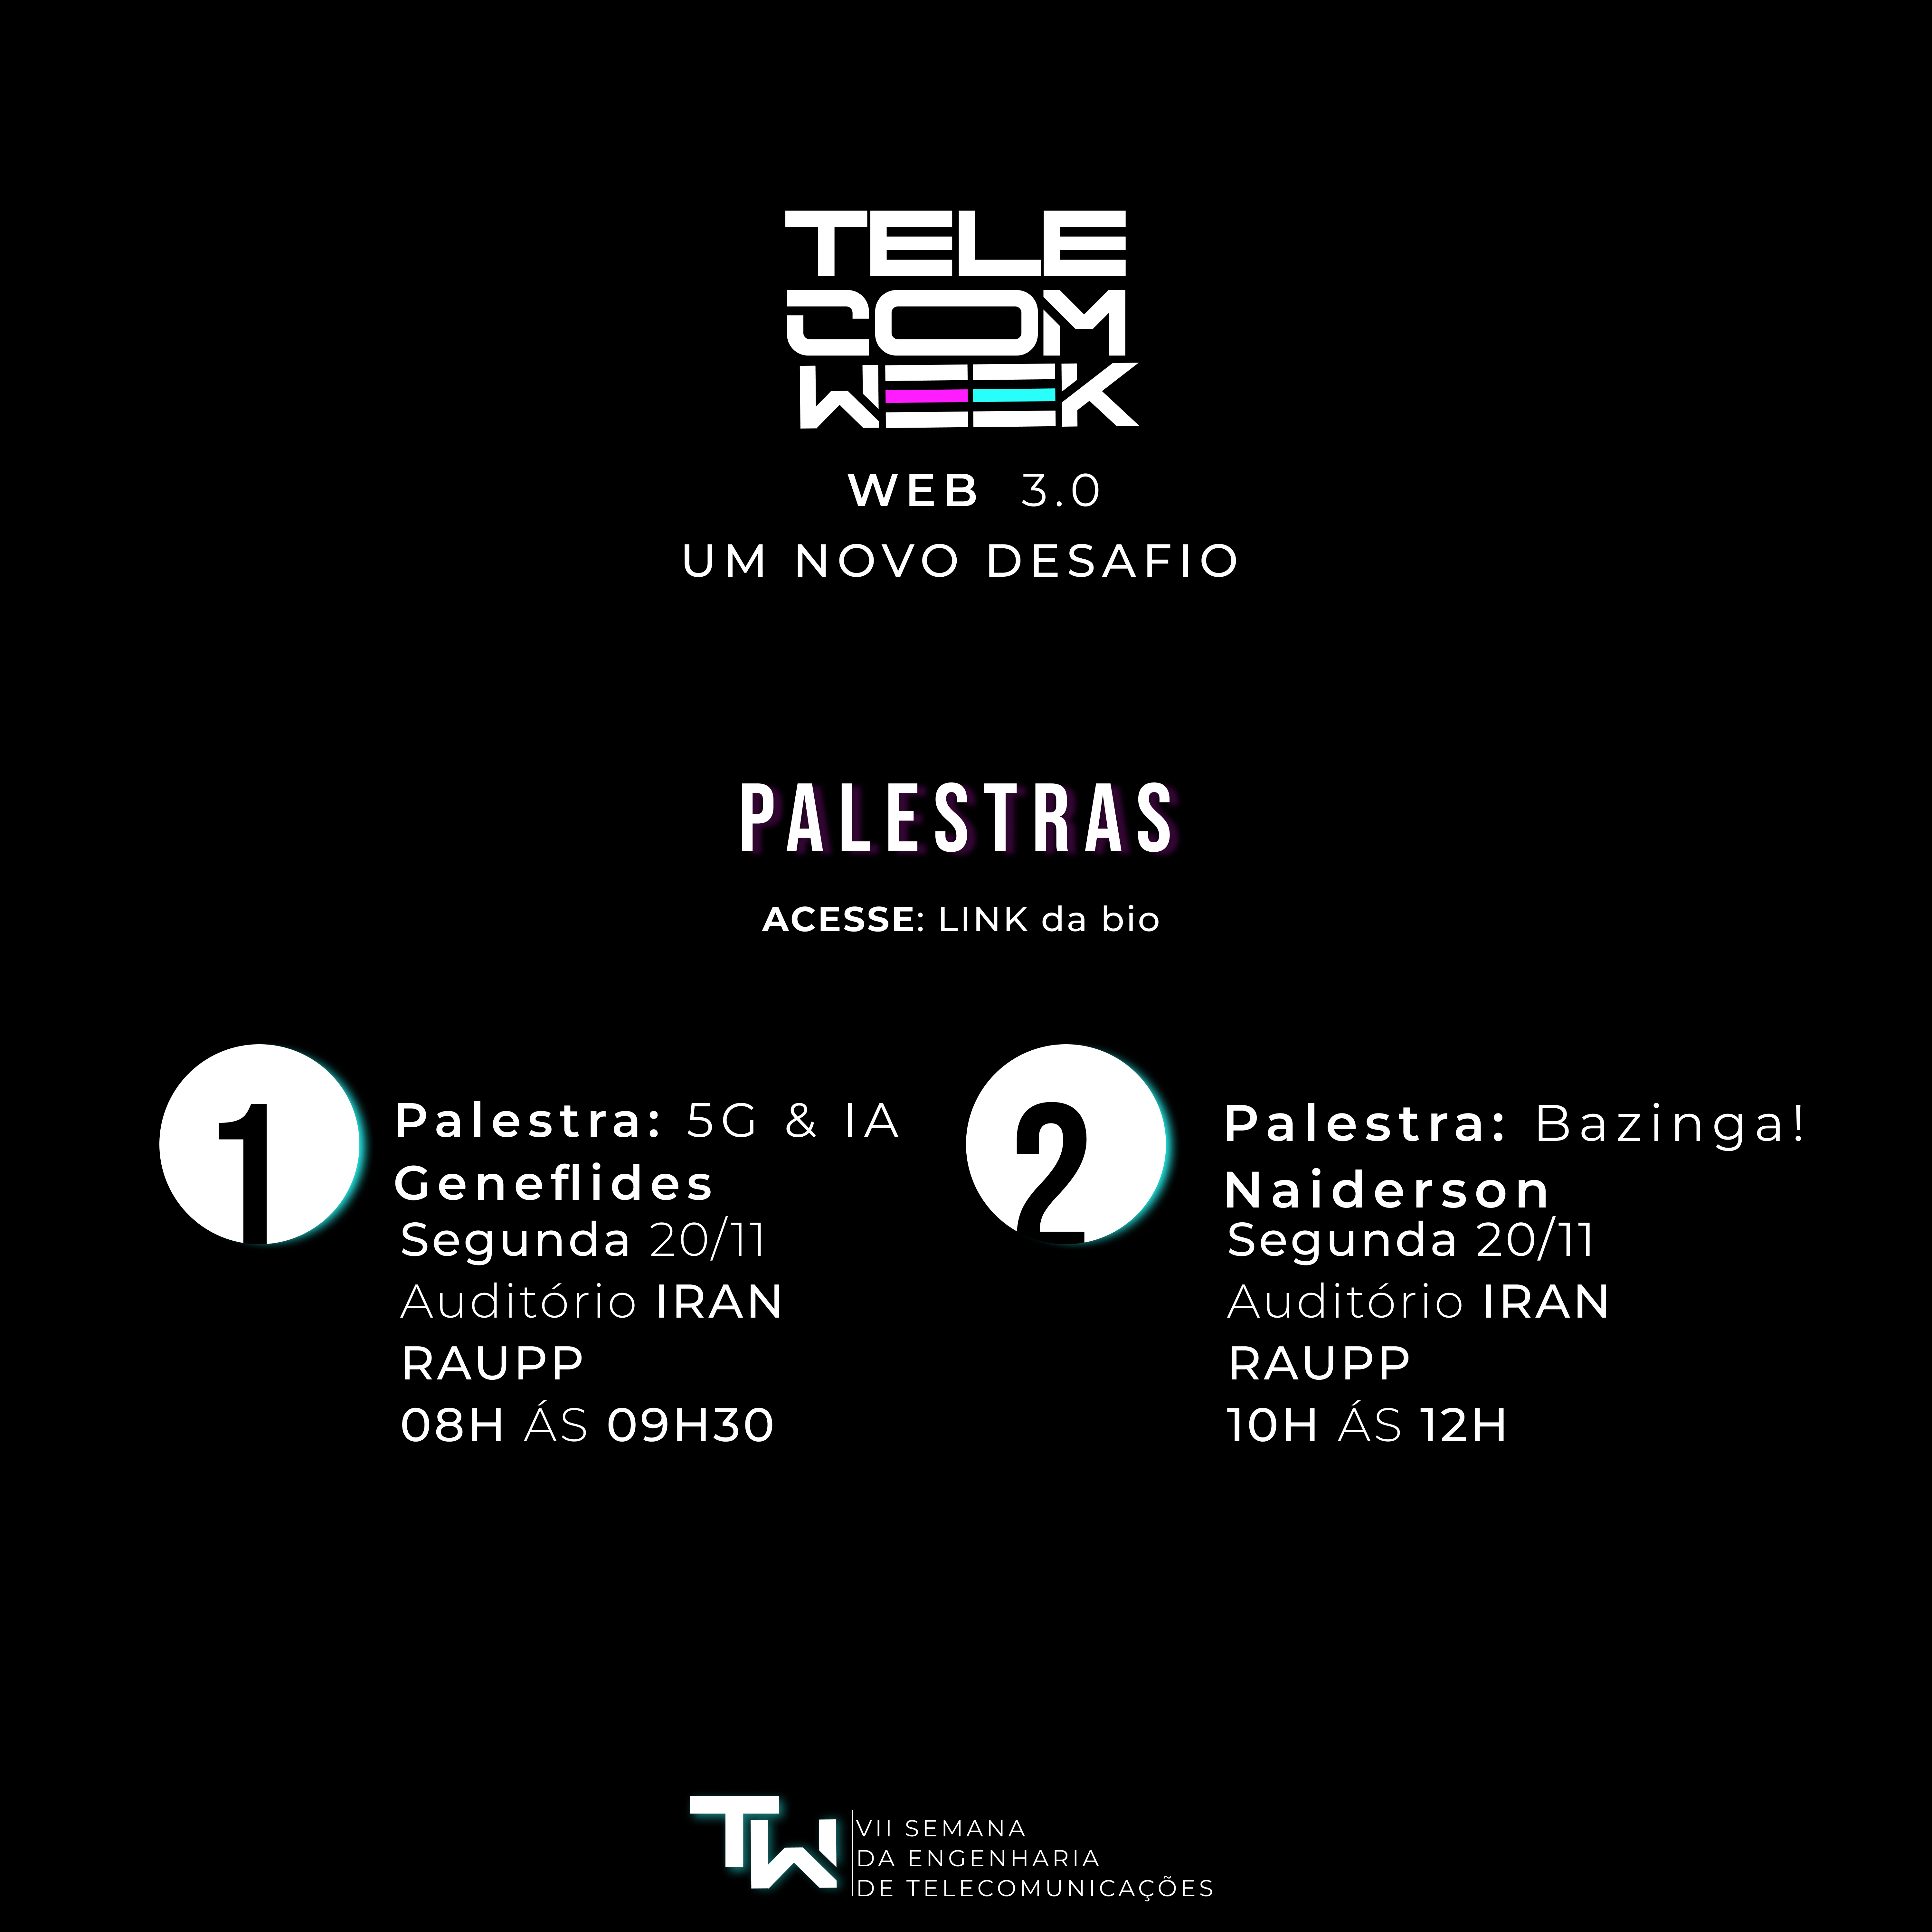 TELE
COM
WEEK
WEB 3.0
UM NOVO DESAFIO
PALESTRAS
ACESSE: LINK da bio
1
Palestra: 5G & IA
Geneflides
Segunda 20/11
Auditório IRAN
RAUPP
08H ÁS 09H30
2
Palestra: Bazinga!
Naiderson
Segunda 20/11
Auditório IRAN
RAUPP
10H ÁS 12H
TW
VII SEMANA
DA ENGENHARIA
DE TELECOMUNICAÇÕES